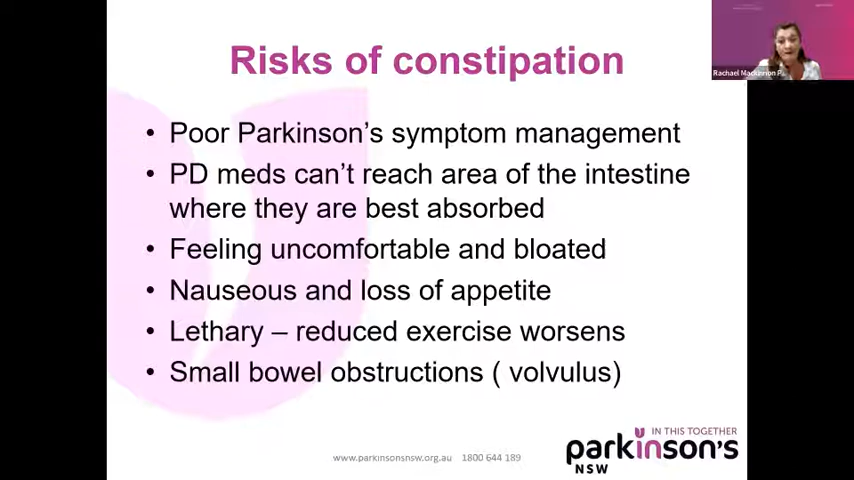 Risks of constipation
Rachael Mackinnon P
• Poor Parkinson's symptom management
• PD meds can't reach area of the intestine
where they are best absorbed
• Feeling uncomfortable and bloated
• Nauseous and loss of appetite
• Lethary – reduced exercise worsens
• Small bowel obstructions ( volvulus)
www.parkinsonsnsw.org.au 1800 644 189
IN THIS TOGETHER
parkinson's
NSW